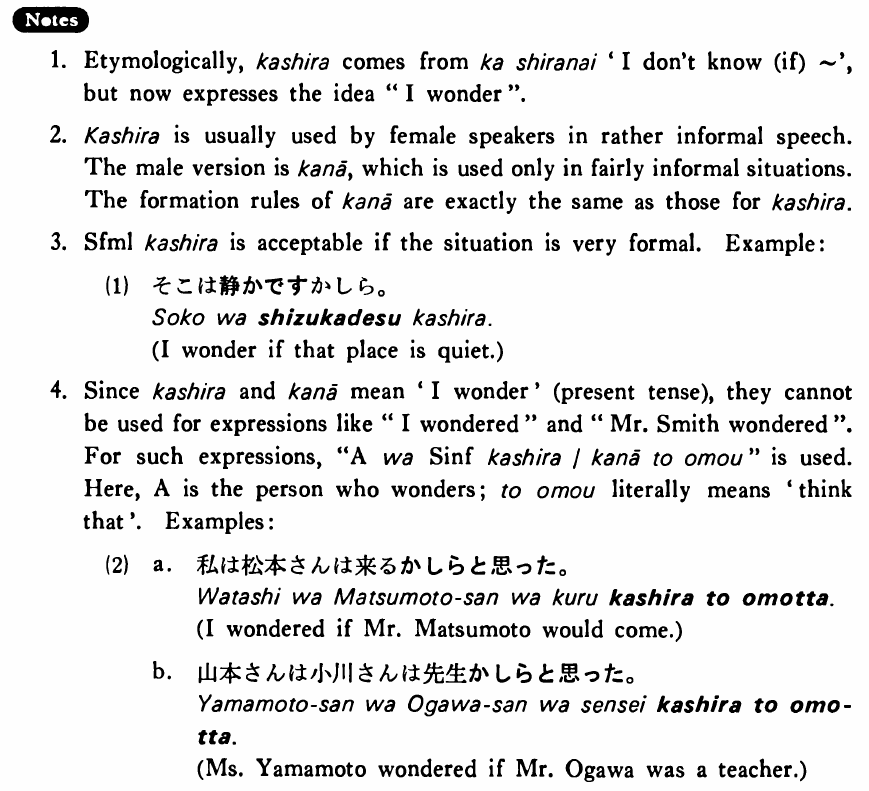 Notes
1. Etymologically, kashira comes from ka shiranai ‘I don't know (if) ~’,
but now expresses the idea “I wonder”.
2. Kashira is usually used by female speakers in rather informal speech.
The male version is kanā, which is used only in fairly informal situations.
The formation rules of kanā are exactly the same as those for kashira.
3. Sfml kashira is acceptable if the situation is very formal. Example:
(1) そこは静かですかしら。
Soko wa shizukadesu kashira.
(I wonder if that place is quiet.)
4. Since kashira and kanā mean ‘I wonder’ (present tense), they cannot
be used for expressions like “I wondered” and “Mr. Smith wondered”.
For such expressions, “A wa Sinf kashira / kanā to omou” is used.
Here, A is the person who wonders; to omou literally means ‘think
that’. Examples:
(2) a. 私は松本さんは来るかしらと思った。
Watashi wa Matsumoto-san wa kuru kashira to omotta.
(I wondered if Mr. Matsumoto would come.)
b. 山本さんは小川さんは先生かしらと思った。
Yamamoto-san wa Ogawa-san wa sensei kashira to omo-
tta.
(Ms. Yamamoto wondered if Mr. Ogawa was a teacher.)